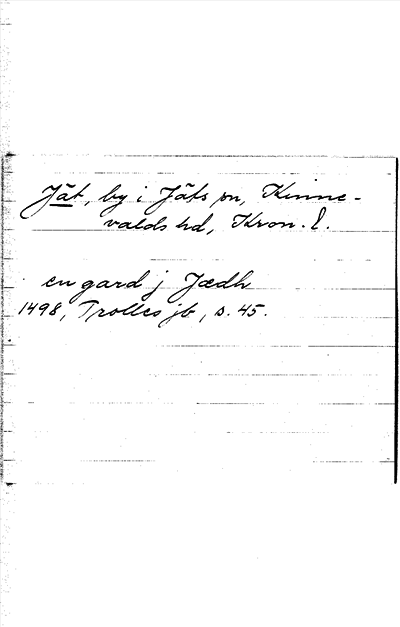 Jät, by i Jäts sn, Kinne-
valds hd, Kron. l.
en gard j Jædh
1498, Trolles jb, s. 45.